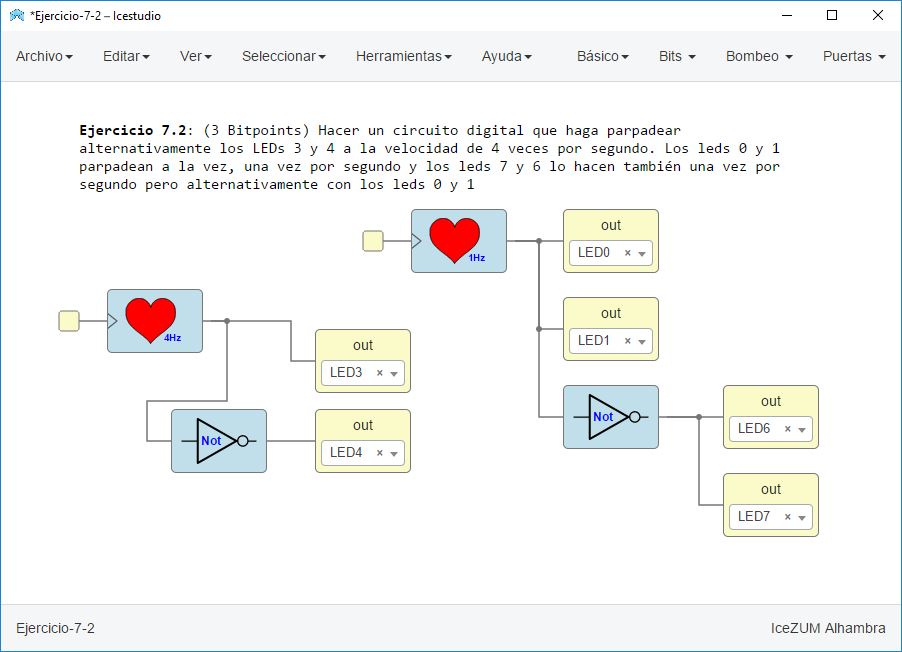 *Ejercicio-7-2 – Icestudio
Archivo Editar Ver Seleccionar Herramientas Ayuda Básico Bits Bombeo Puertas
Ejercicio 7.2: (3 Bitpoints) Hacer un circuito digital que haga parpadear
alternativamente los LEDs 3 y 4 a la velocidad de 4 veces por segundo. Los leds 0 y 1
parpadean a la vez, una vez por segundo y los leds 7 y 6 lo hacen también una vez por
segundo pero alternativamente con los leds 0 y 1
1Hz
out
LED0 ×
out
LED1 ×
4Hz
out
LED3 ×
Not
out
LED4 ×
Not
out
LED6 ×
out
LED7 ×
Ejercicio-7-2
IceZUM Alhambra